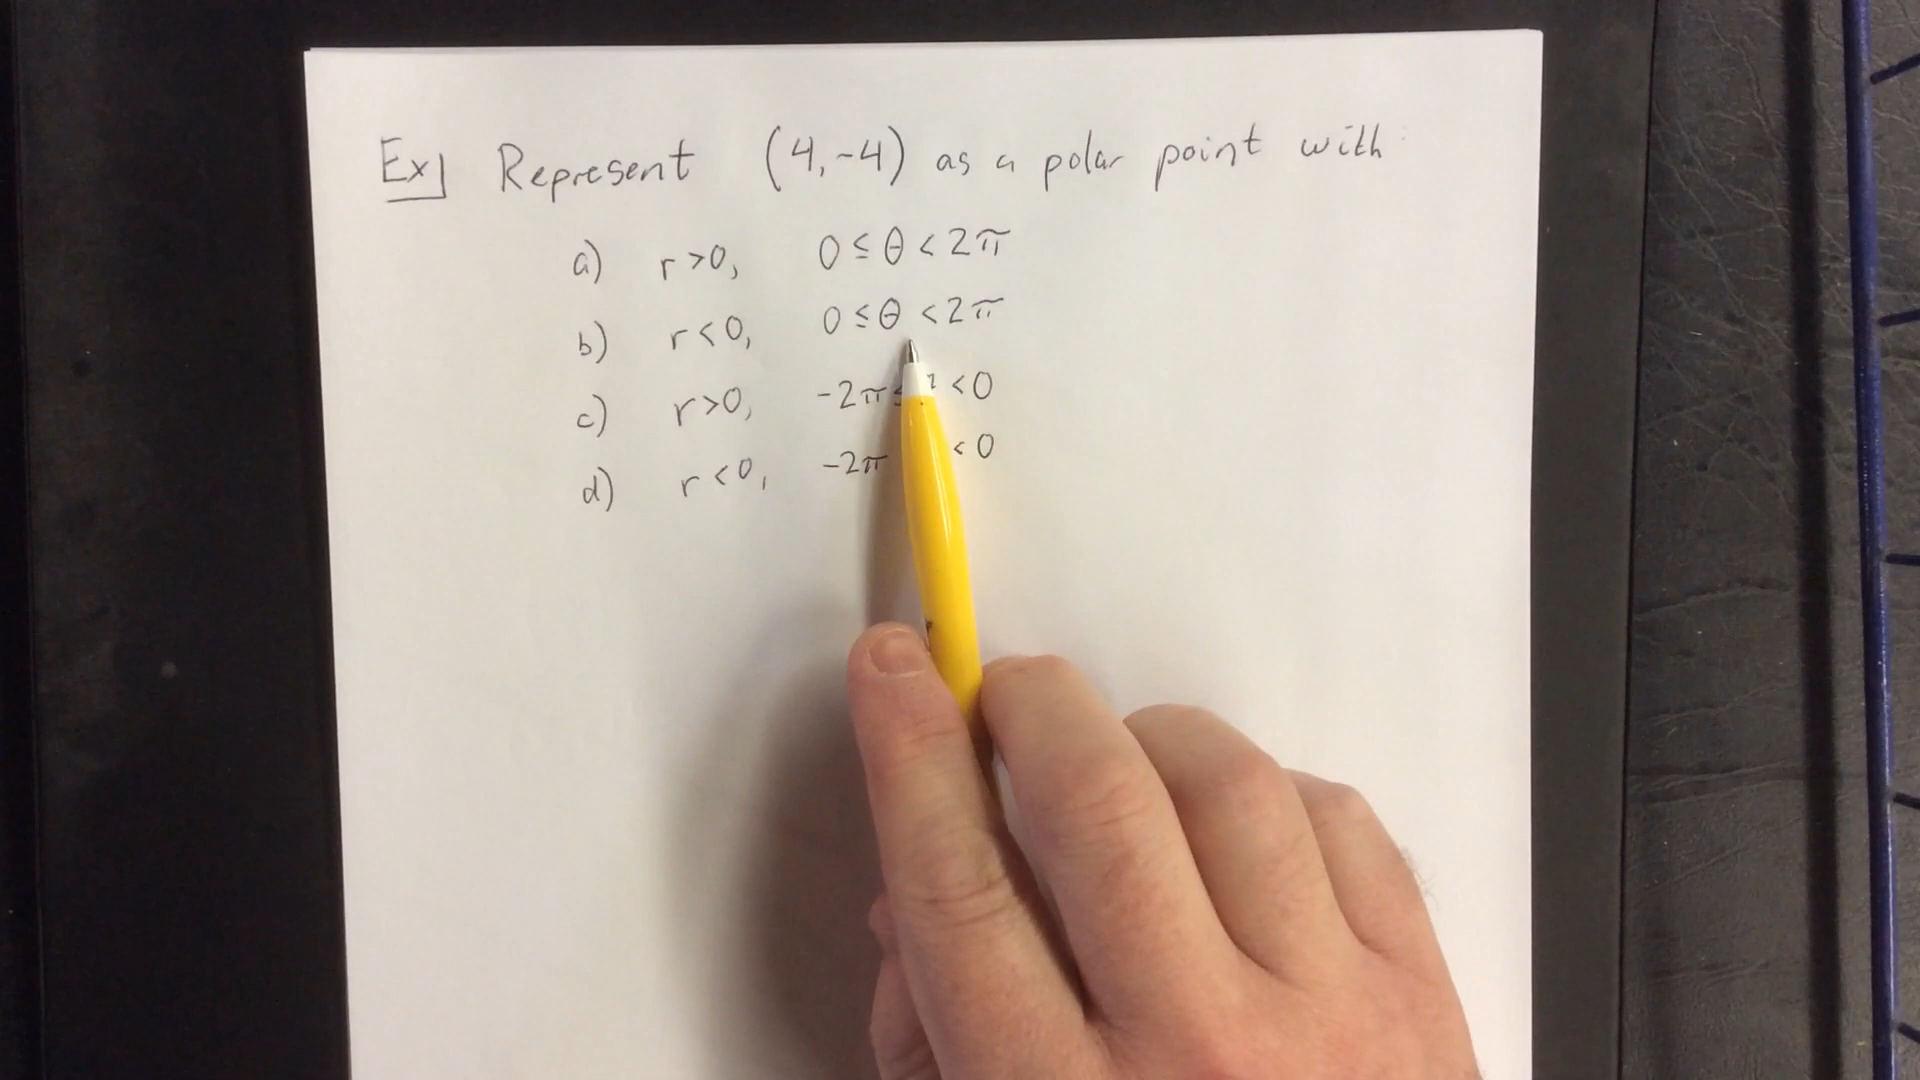 Ex] Represent (4,-4) as a polar point with:
a) r>0, 0≤θ<2π
b) r<0, 0≤θ<2π
c) r>0, -2π≤ <0
d) r<0, -2π <0